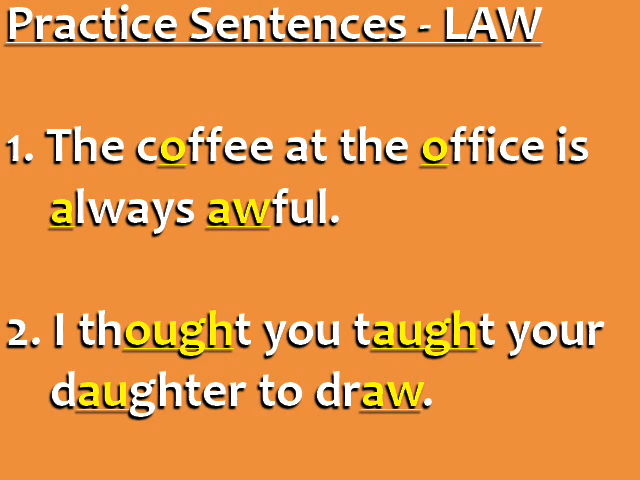 Practice Sentences - LAW
1. The coffee at the office is
always awful.
2. I thought you taught your
daughter to draw.